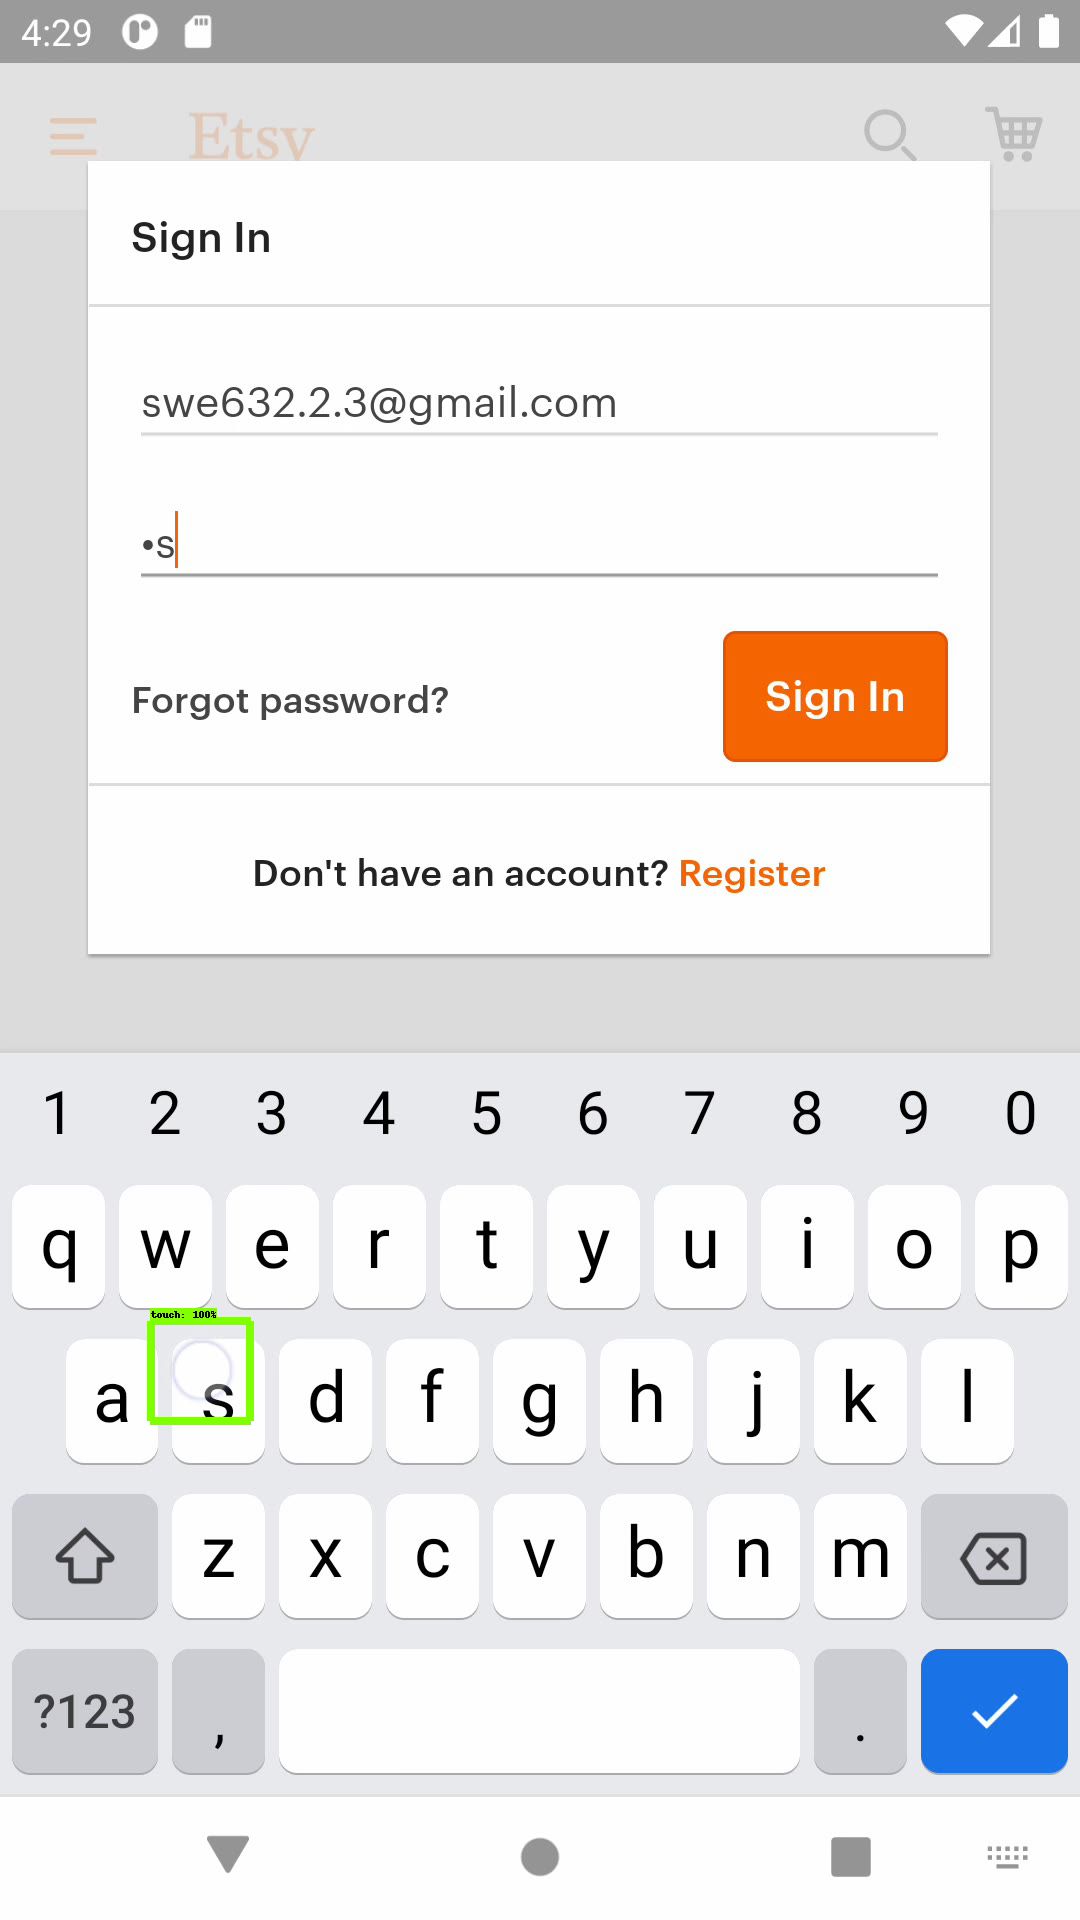 4:29
Etsy
Sign In
swe632.2.3@gmail.com
•s
Forgot password?
Sign In
Don't have an account? Register
1 2 3 4 5 6 7 8 9 0
q w e r t y u i o p
touch: 100%
a s d f g h j k l
z x c v b n m
?123 , .